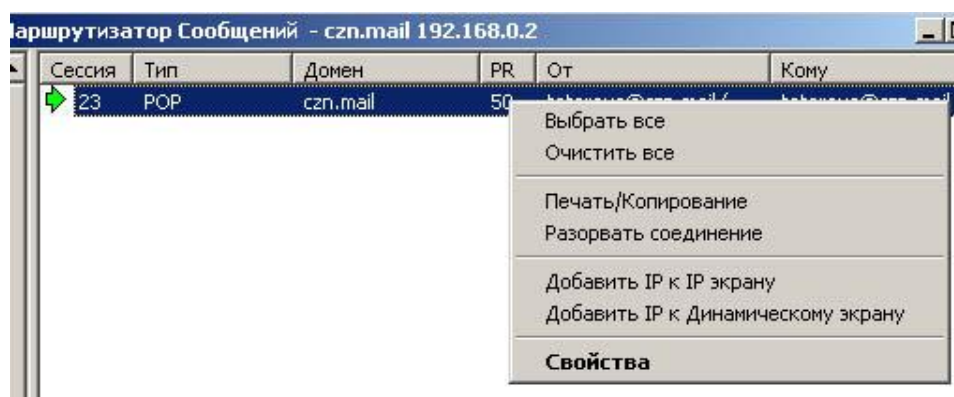 Маршрутизатор Сообщений - czn.mail 192.168.0.2
Сессия Тип Домен PR От Кому
23 POP czn.mail 50
Выбрать все
Очистить все
Печать/Копирование
Разорвать соединение
Добавить IP к IP экрану
Добавить IP к Динамическому экрану
Свойства